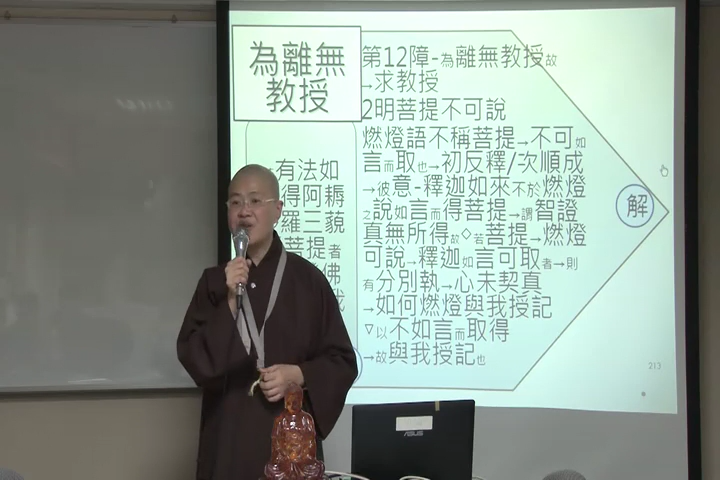 為離無
教授
有法如
得阿耨
羅三藐
菩提者
佛
我
第12障-為離無教授故
→求教授
2明菩提不可說
燃燈語不稱菩提→不可如
言而取也→初反釋/次順成
→彼意-釋迦如來不於燃燈
之說如言而得菩提→謂智證
真無所得故◇若菩提→燃燈
可說→釋迦如言可取者→則
有分別執→心未契真
→如何燃燈與我授記
∇以不如言而取得
→故與我授記也
解
213
ASUS